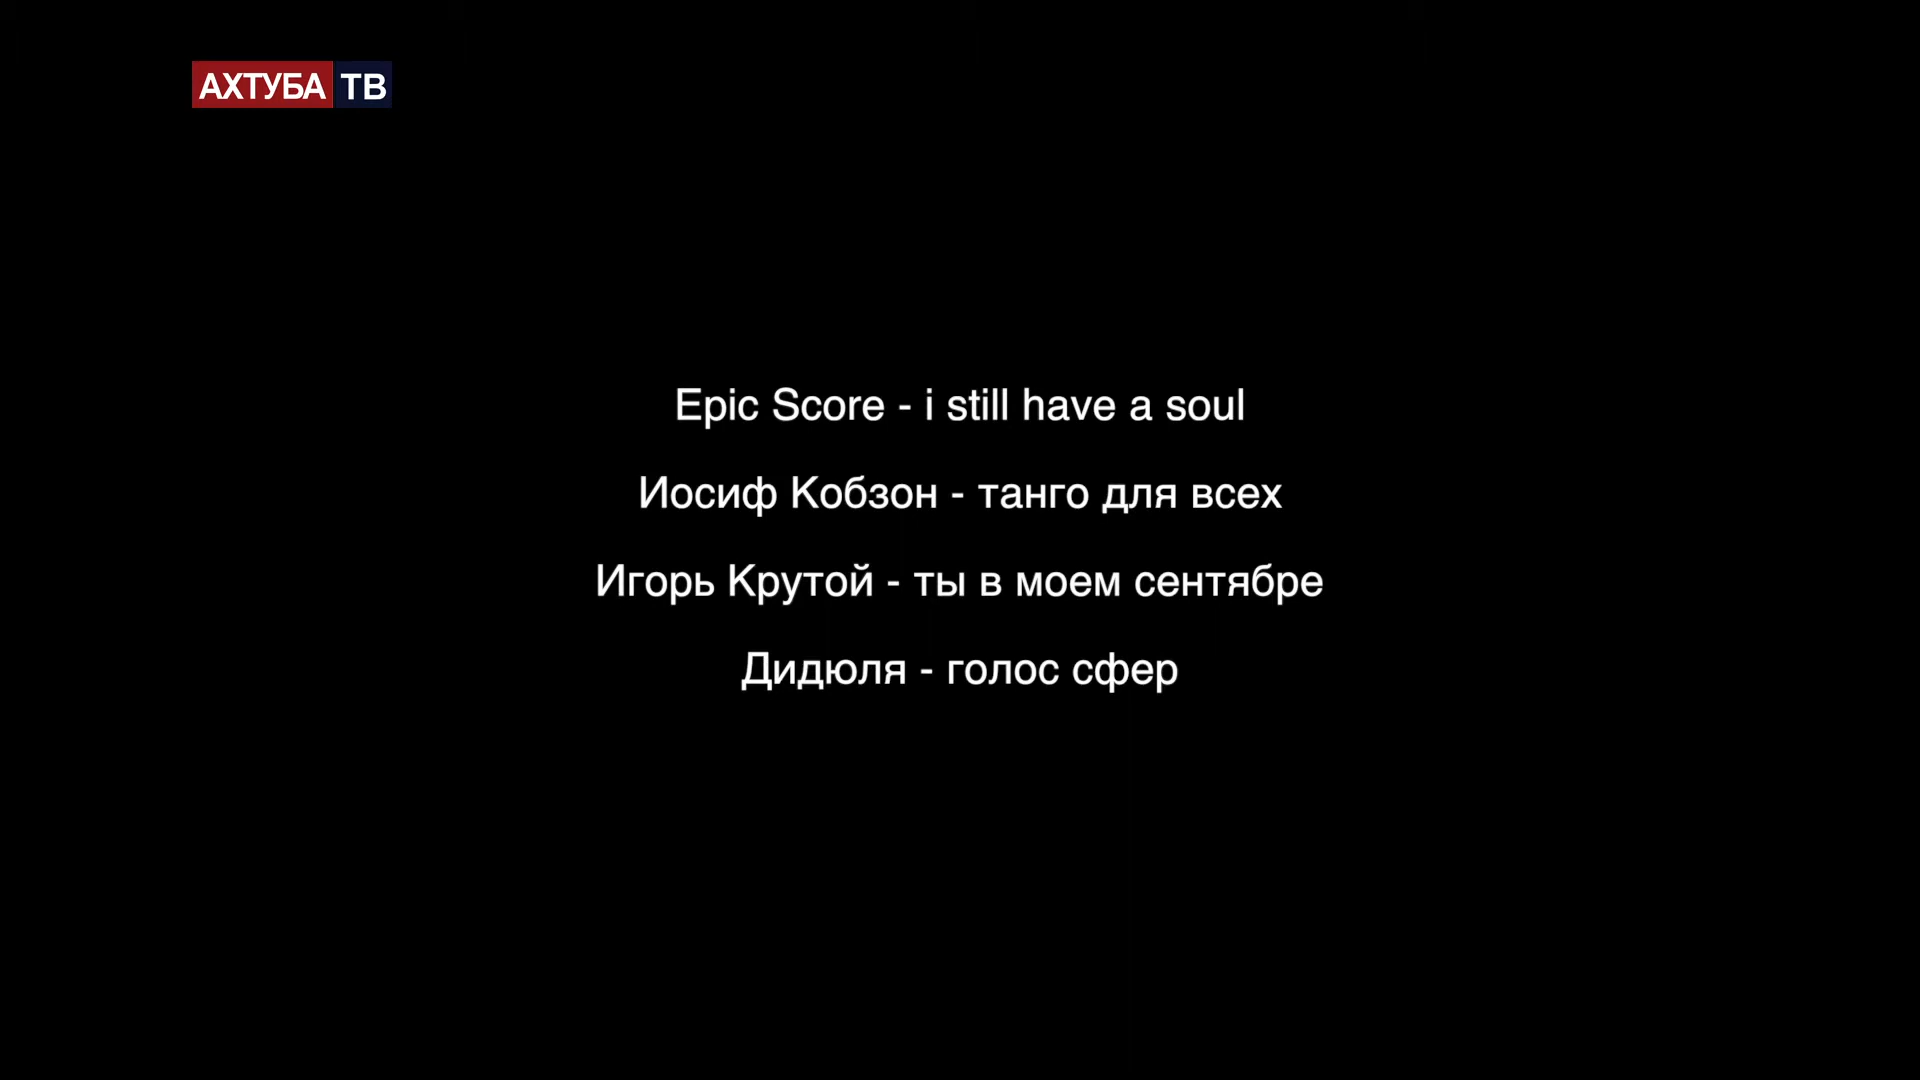 АХТУБА ТВ
Epic Score - i still have a soul
Иосиф Кобзон - танго для всех
Игорь Крутой - ты в моем сентябре
Дидюля - голос сфер